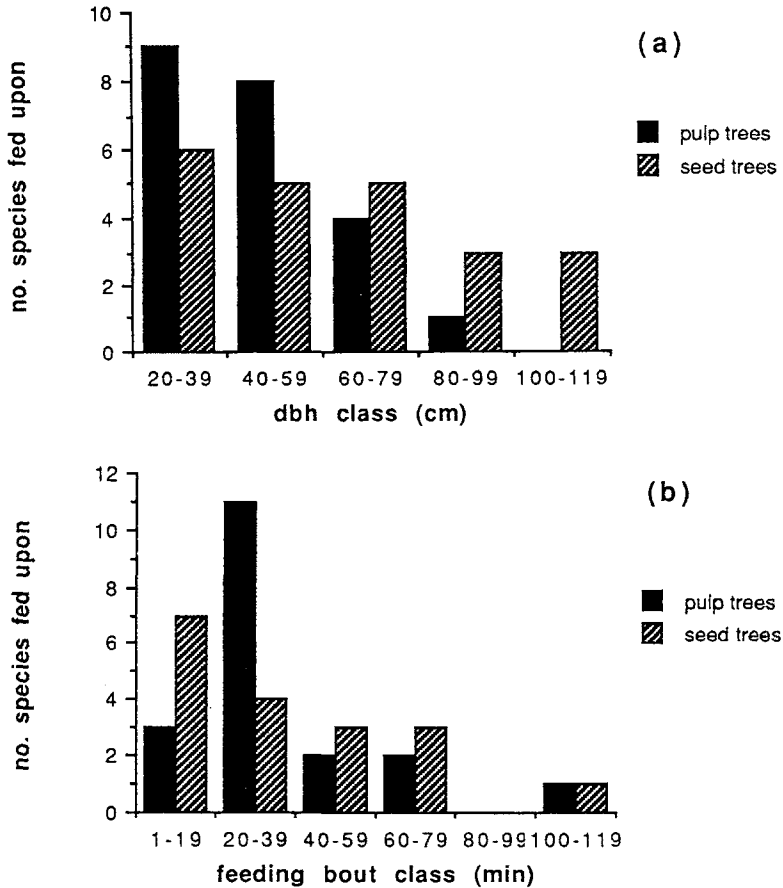 (a)
10
8
6
4
2
0
no. species fed upon
pulp trees
seed trees
20-39 40-59 60-79 80-99 100-119
dbh class (cm)
(b)
12
10
8
6
4
2
0
no. species fed upon
pulp trees
seed trees
1-19 20-39 40-59 60-79 80-99 100-119
feeding bout class (min)